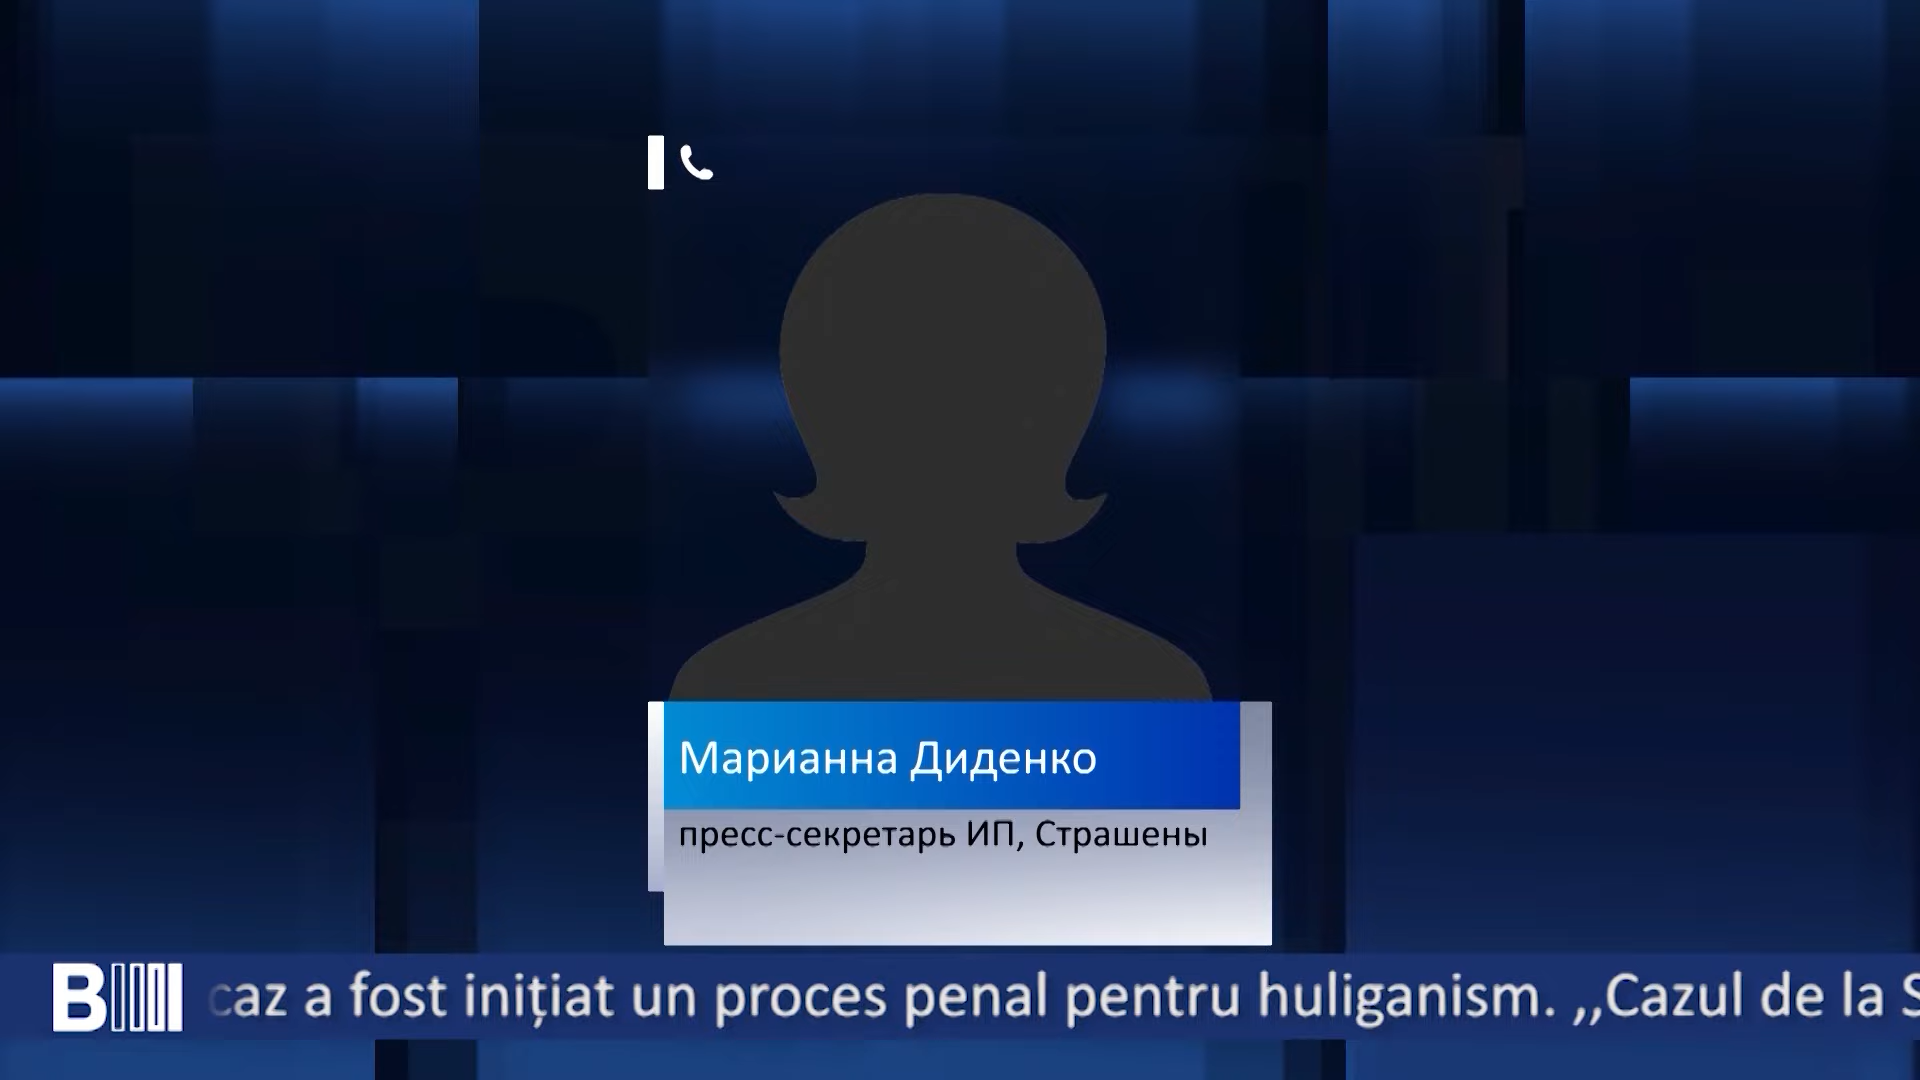 Марианна Диденко
пресс-секретарь ИП, Страшены
B caz a fost inițiat un proces penal pentru huliganism. ,,Cazul de la S